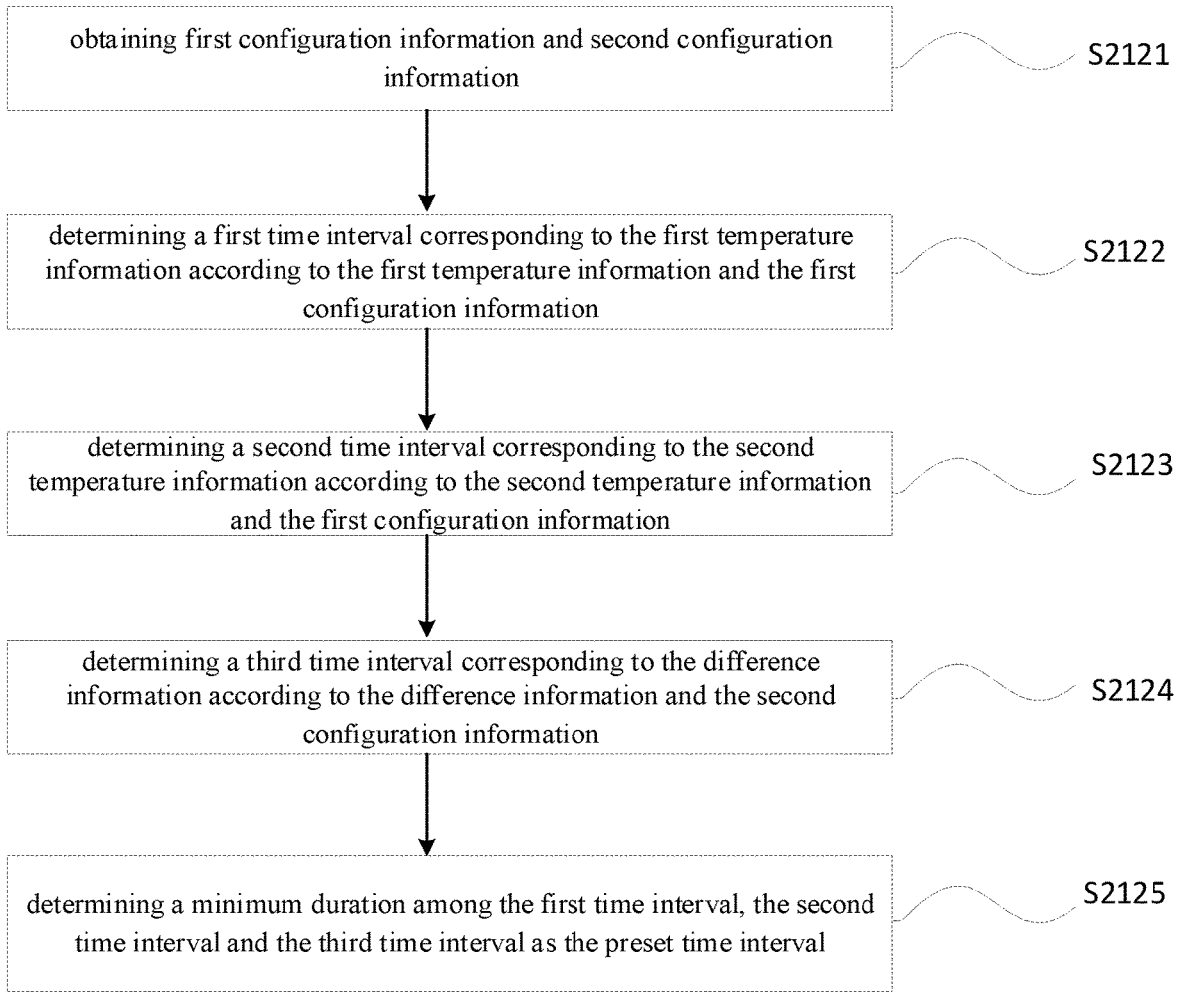 obtaining first configuration information and second configuration
information
S2121
determining a first time interval corresponding to the first temperature
information according to the first temperature information and the first
configuration information
S2122
determining a second time interval corresponding to the second
temperature information according to the second temperature information
and the first configuration information
S2123
determining a third time interval corresponding to the difference
information according to the difference information and the second
configuration information
S2124
determining a minimum duration among the first time interval, the second
time interval and the third time interval as the preset time interval
S2125